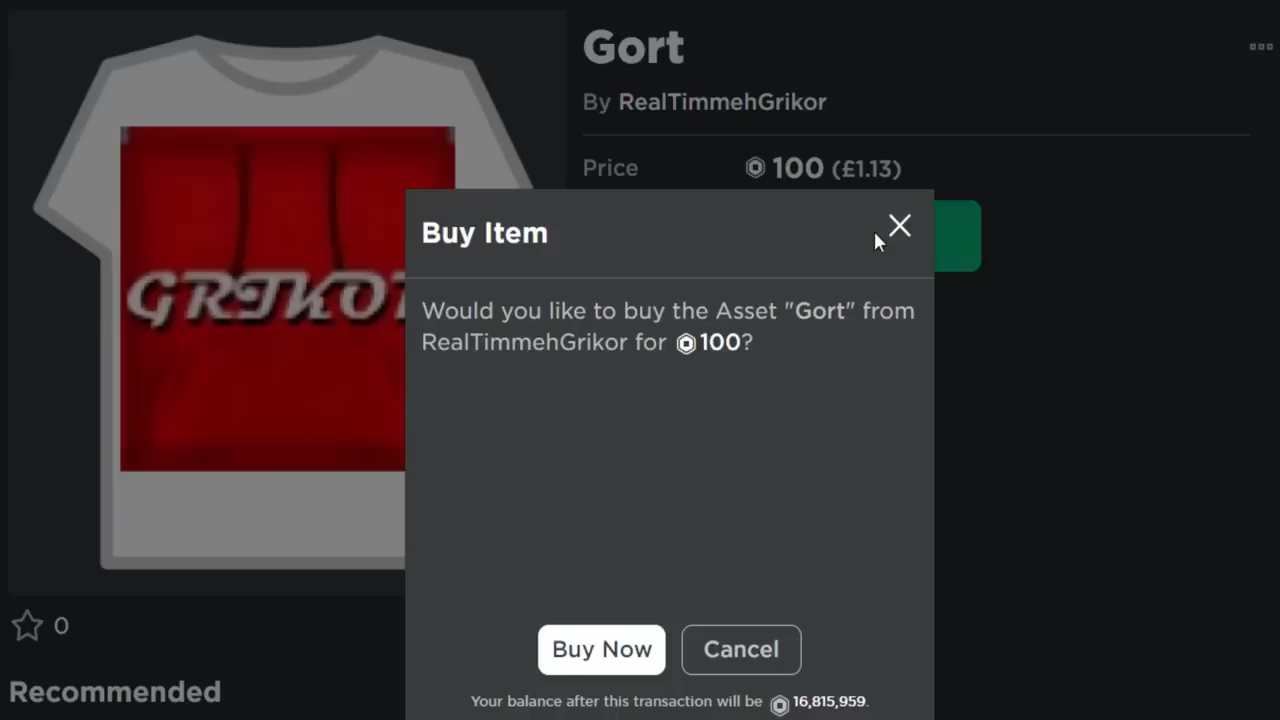 Gort
By RealTimmehGrikor
Price 100 (£1.13)
GRIKO
Buy Item
Would you like to buy the Asset "Gort" from
RealTimmehGrikor for 100?
Buy Now
Cancel
Your balance after this transaction will be 16,815,959.
0
Recommended